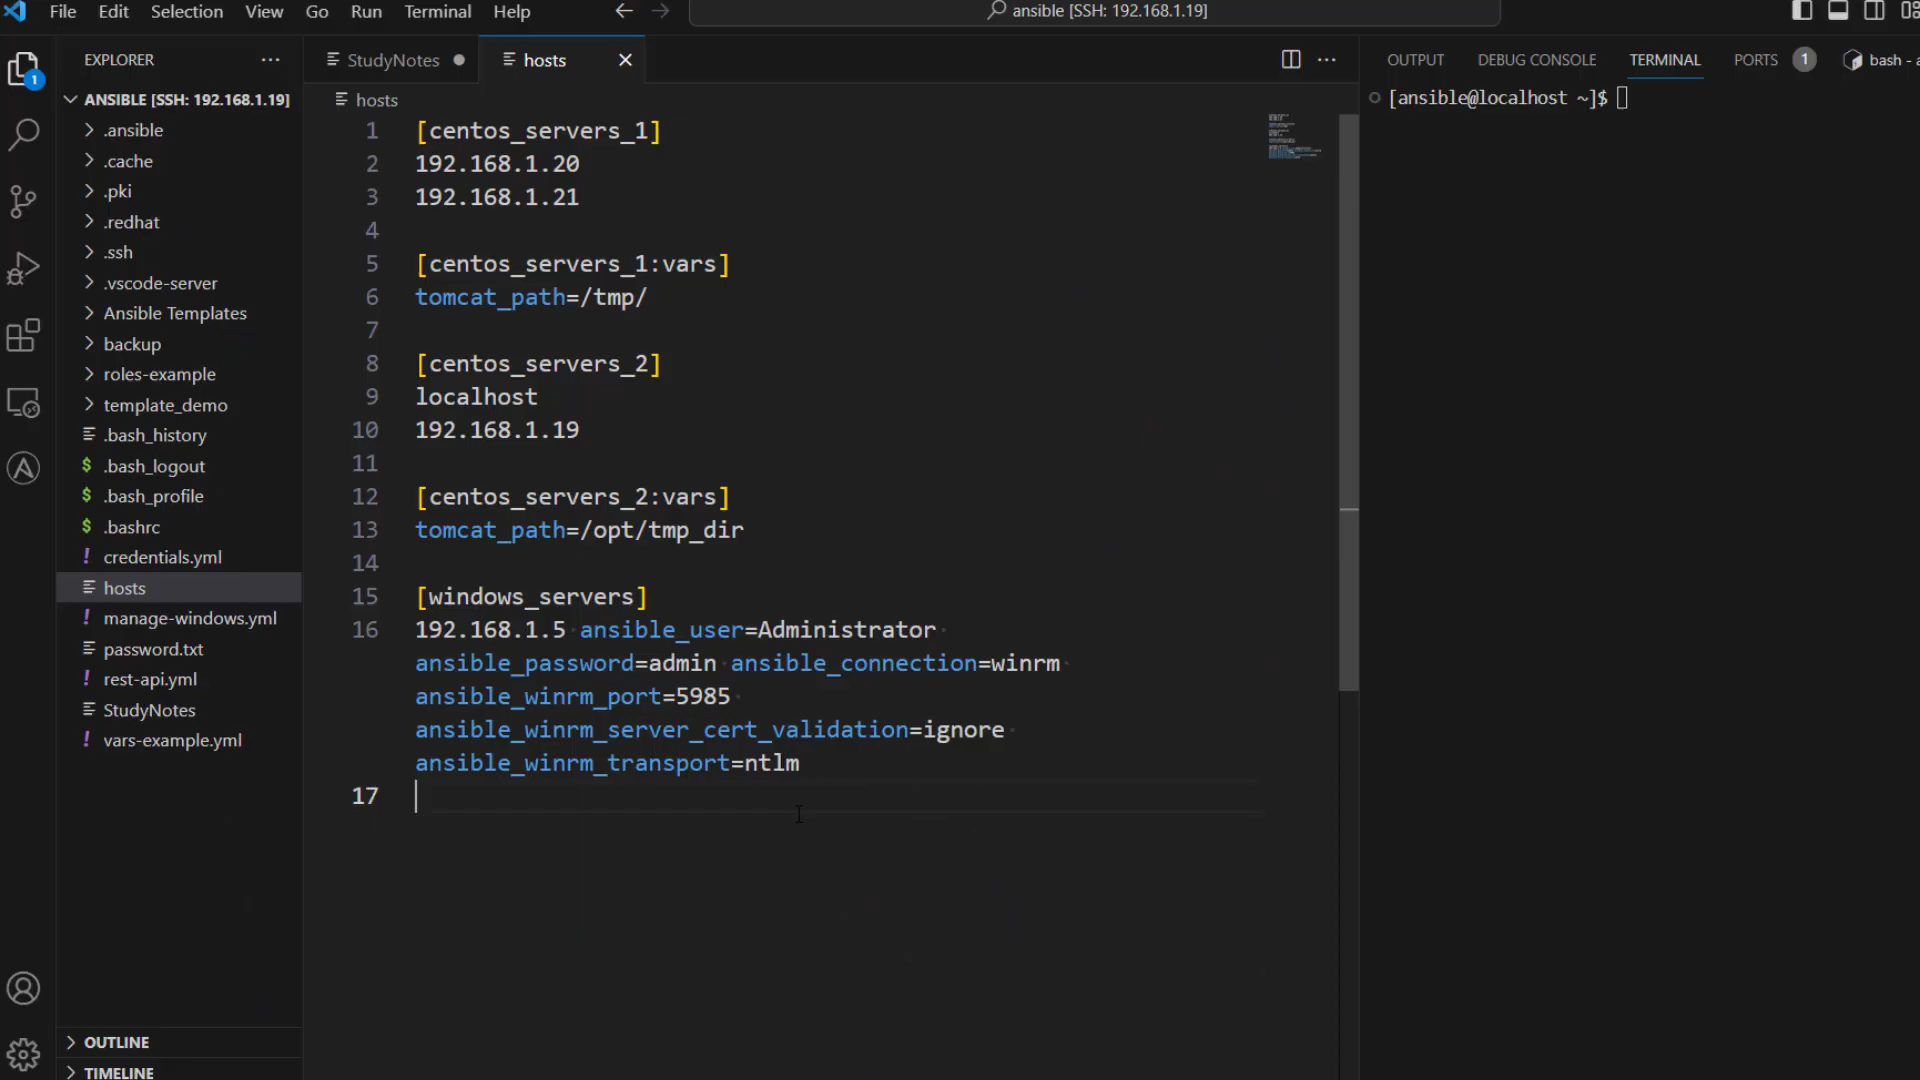 File Edit Selection View Go Run Terminal Help
ansible [SSH: 192.168.1.19]
EXPLORER
StudyNotes
hosts
OUTPUT DEBUG CONSOLE TERMINAL PORTS 1 bash - a
1
ANSIBLE [SSH: 192.168.1.19]
.ansible
.cache
.pki
.redhat
.ssh
.vscode-server
Ansible Templates
backup
roles-example
template_demo
.bash_history
$ .bash_logout
$ .bash_profile
$ .bashrc
! credentials.yml
hosts
! manage-windows.yml
password.txt
! rest-api.yml
StudyNotes
! vars-example.yml
OUTLINE
TIMELINE
hosts
1 [centos_servers_1]
2 192.168.1.20
3 192.168.1.21
4
5 [centos_servers_1:vars]
6 tomcat_path=/tmp/
7
8 [centos_servers_2]
9 localhost
10 192.168.1.19
11
12 [centos_servers_2:vars]
13 tomcat_path=/opt/tmp_dir
14
15 [windows_servers]
16 192.168.1.5 ansible_user=Administrator
ansible_password=admin ansible_connection=winrm
ansible_winrm_port=5985
ansible_winrm_server_cert_validation=ignore
ansible_winrm_transport=ntlm
17
[ansible@localhost ~]$